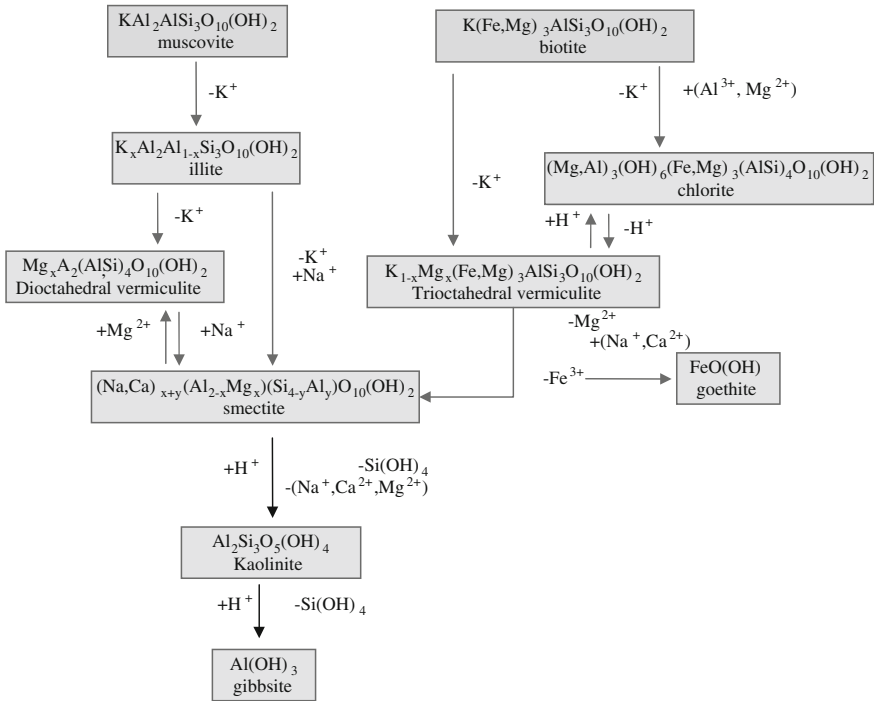 KAl₂AlSi₃O₁₀(OH)₂
muscovite
K(Fe,Mg) ₃AlSi₃O₁₀(OH)₂
biotite
-K⁺
-K⁺
+(Al³⁺, Mg²⁺)
KₓAl₂Al₁₋ₓSi₃O₁₀(OH)₂
illite
(Mg,Al)₃(OH)₆(Fe,Mg)₃(AlSi)₄O₁₀(OH)₂
chlorite
-K⁺
-K⁺
+H⁺
-H⁺
-K⁺
+Na⁺
MgₓA₂(Al,Si)₄O₁₀(OH)₂
Dioctahedral vermiculite
K₁₋ₓMgₓ(Fe,Mg)₃AlSi₃O₁₀(OH)₂
Trioctahedral vermiculite
+Mg²⁺
+Na⁺
-Mg²⁺
+(Na⁺,Ca²⁺)
(Na,Ca) ₓ₊ᵧ(Al₂₋ₓMgₓ)(Si₄₋ᵧAlᵧ)O₁₀(OH)₂
smectite
-Fe³⁺
FeO(OH)
goethite
+H⁺
-Si(OH)₄
-(Na⁺,Ca²⁺,Mg²⁺)
Al₂Si₃O₅(OH)₄
Kaolinite
+H⁺
-Si(OH)₄
Al(OH)₃
gibbsite